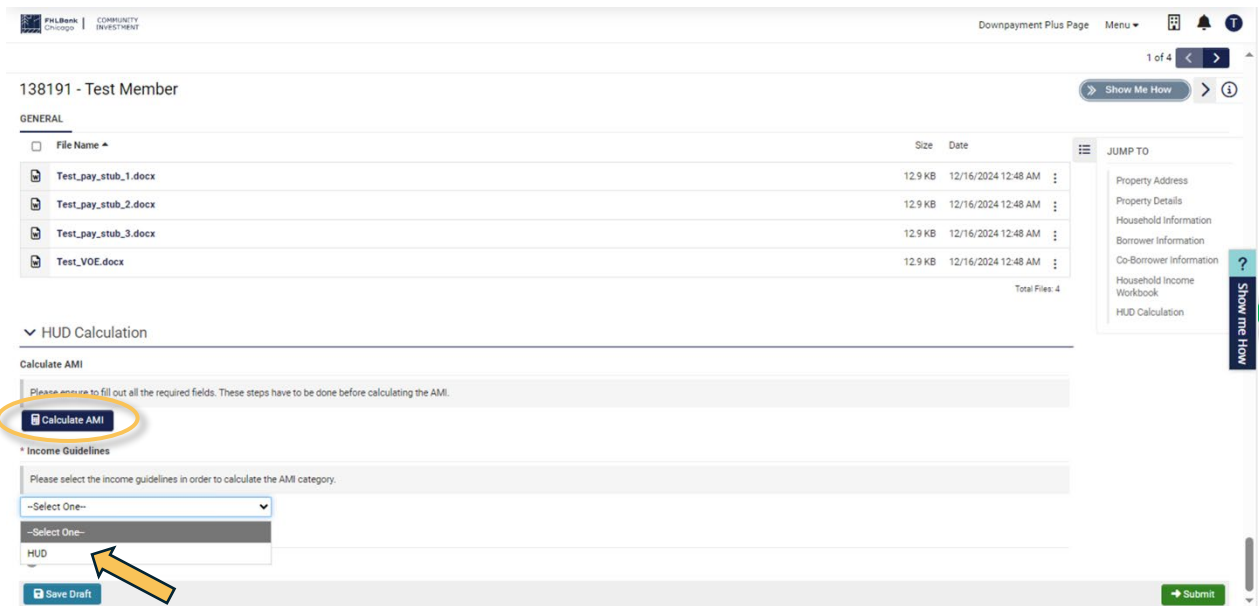 FHLBank Chicago | COMMUNITY INVESTMENT
Downpayment Plus Page Menu T
1 of 4
138191 - Test Member
Show Me How
GENERAL
File Name Size Date
Test_pay_stub_1.docx 12.9 KB 12/16/2024 12:48 AM
Test_pay_stub_2.docx 12.9 KB 12/16/2024 12:48 AM
Test_pay_stub_3.docx 12.9 KB 12/16/2024 12:48 AM
Test_VOE.docx 12.9 KB 12/16/2024 12:48 AM
Total Files: 4
JUMP TO
Property Address
Property Details
Household Information
Borrower Information
Co-Borrower Information
Household Income
Workbook
HUD Calculation
? Show me How
HUD Calculation
Calculate AMI
Please ensure to fill out all the required fields. These steps have to be done before calculating the AMI.
Calculate AMI
* Income Guidelines
Please select the income guidelines in order to calculate the AMI category.
--Select One--
--Select One--
HUD
Save Draft
Submit